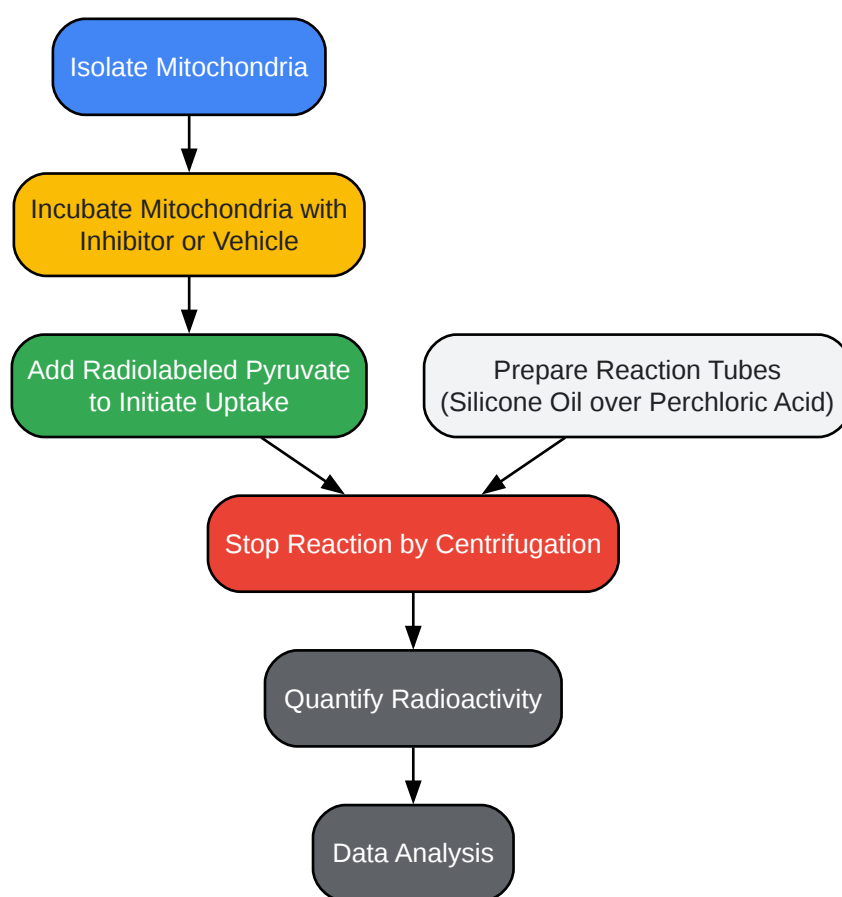 Isolate Mitochondria
Incubate Mitochondria with
Inhibitor or Vehicle
Add Radiolabeled Pyruvate
to Initiate Uptake
Prepare Reaction Tubes
(Silicone Oil over Perchloric Acid)
Stop Reaction by Centrifugation
Quantify Radioactivity
Data Analysis